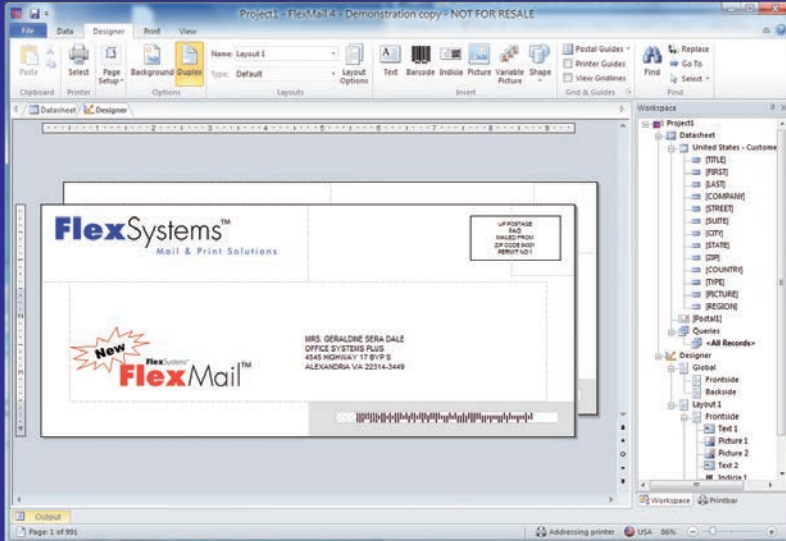 Project1 - FlexMail 4 - Demonstration copy - NOT FOR RESALE
File Data Designer Print View
Paste
Select
Page Setup
Background
Duplex
Name: Layout 1
Type: Default
Layout Options
Text
Barcode
Indicia
Picture
Variable Picture
Shape
Postal Guides
Printer Guides
View Gridlines
Find
Replace
Go To
Select
Clipboard Printer Options Layouts Insert Grid & Guides Find
Datasheet Designer
FlexSystems™
Mail & Print Solutions
PAID
MAILED FROM
PERMIT NO 1
New
FlexSystems™
FlexMail™
MRS. GERALDINE SERA DALE
OFFICE SYSTEMS PLUS
4545 HIGHWAY 17 BYP S
ALEXANDRIA VA 22314-3449
Workspace
Project1
Datasheet
United States - Custome
[TITLE]
[FIRST]
[LAST]
[COMPANY]
[STREET]
[SUITE]
[CITY]
[STATE]
[ZIP]
[COUNTRY]
[TYPE]
[PICTURE]
[REGION]
[Postal1]
Queries
<All Records>
Designer
Global
Frontside
Backside
Layout 1
Frontside
Text 1
Picture 1
Picture 2
Text 2
Indicia 1
Workspace Printbar
Output
Page: 1 of 991
Addressing printer USA 86%